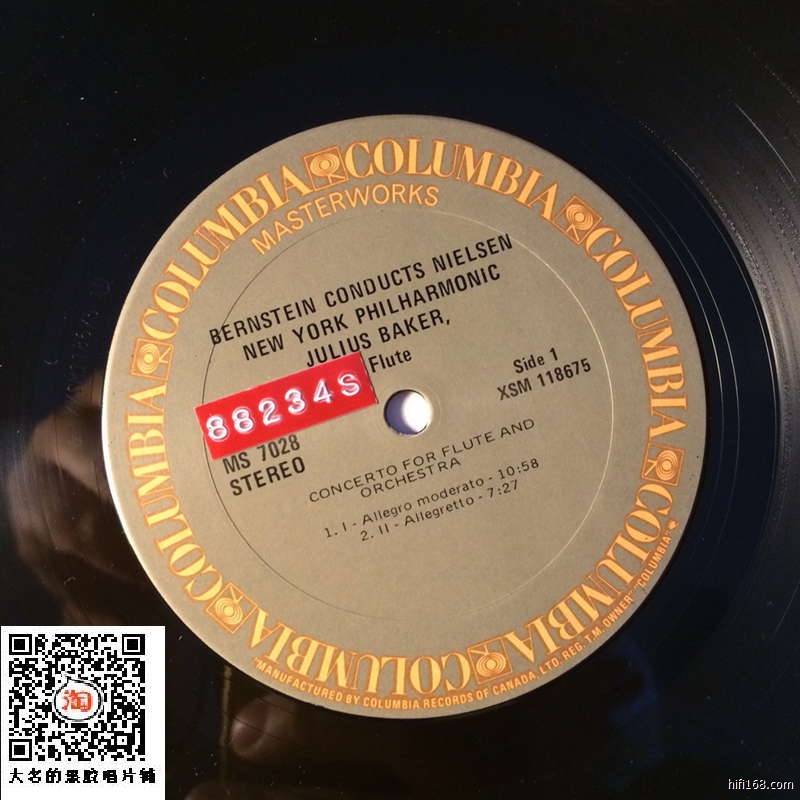 COLUMBIA COLUMBIA COLUMBIA COLUMBIA COLUMBIA COLUMBIA COLUMBIA
MASTERWORKS
BERNSTEIN CONDUCTS NIELSEN
NEW YORK PHILHARMONIC
JULIUS BAKER,
Flute
88234S
Side 1
XSM 118675
MS 7028
STEREO
CONCERTO FOR FLUTE AND
ORCHESTRA
1. I - Allegro moderato - 10:58
2. II - Allegretto - 7:27
"MANUFACTURED BY COLUMBIA RECORDS OF CANADA, LTD. REG. T.M. OWNER "COLUMBIA"
淘
大名的黑胶唱片铺
hifi168.com